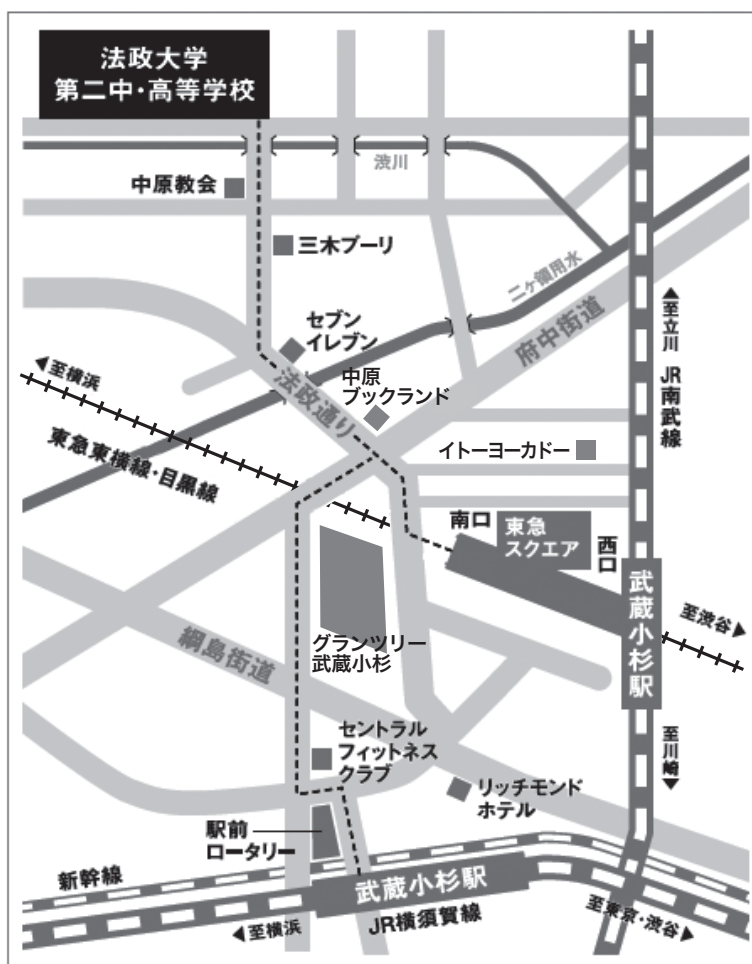 法政大学
第二中・高等学校
渋川
中原教会
三木プーリ
二ヶ領用水
セブン
イレブン
府中街道
▲至立川 JR南武線
◀至横浜
中原
ブックランド
法政通り
イトーヨーカドー
東急東横線・目黒線
南口
東急
スクエア
西口
武蔵小杉駅
至渋谷▶
グランツリー
武蔵小杉
綱島街道
セントラル
フィットネス
クラブ
至川崎▼
リッチモンド
ホテル
駅前
ロータリー
新幹線
武蔵小杉駅
JR横須賀線
◀至横浜
至東京・渋谷▶